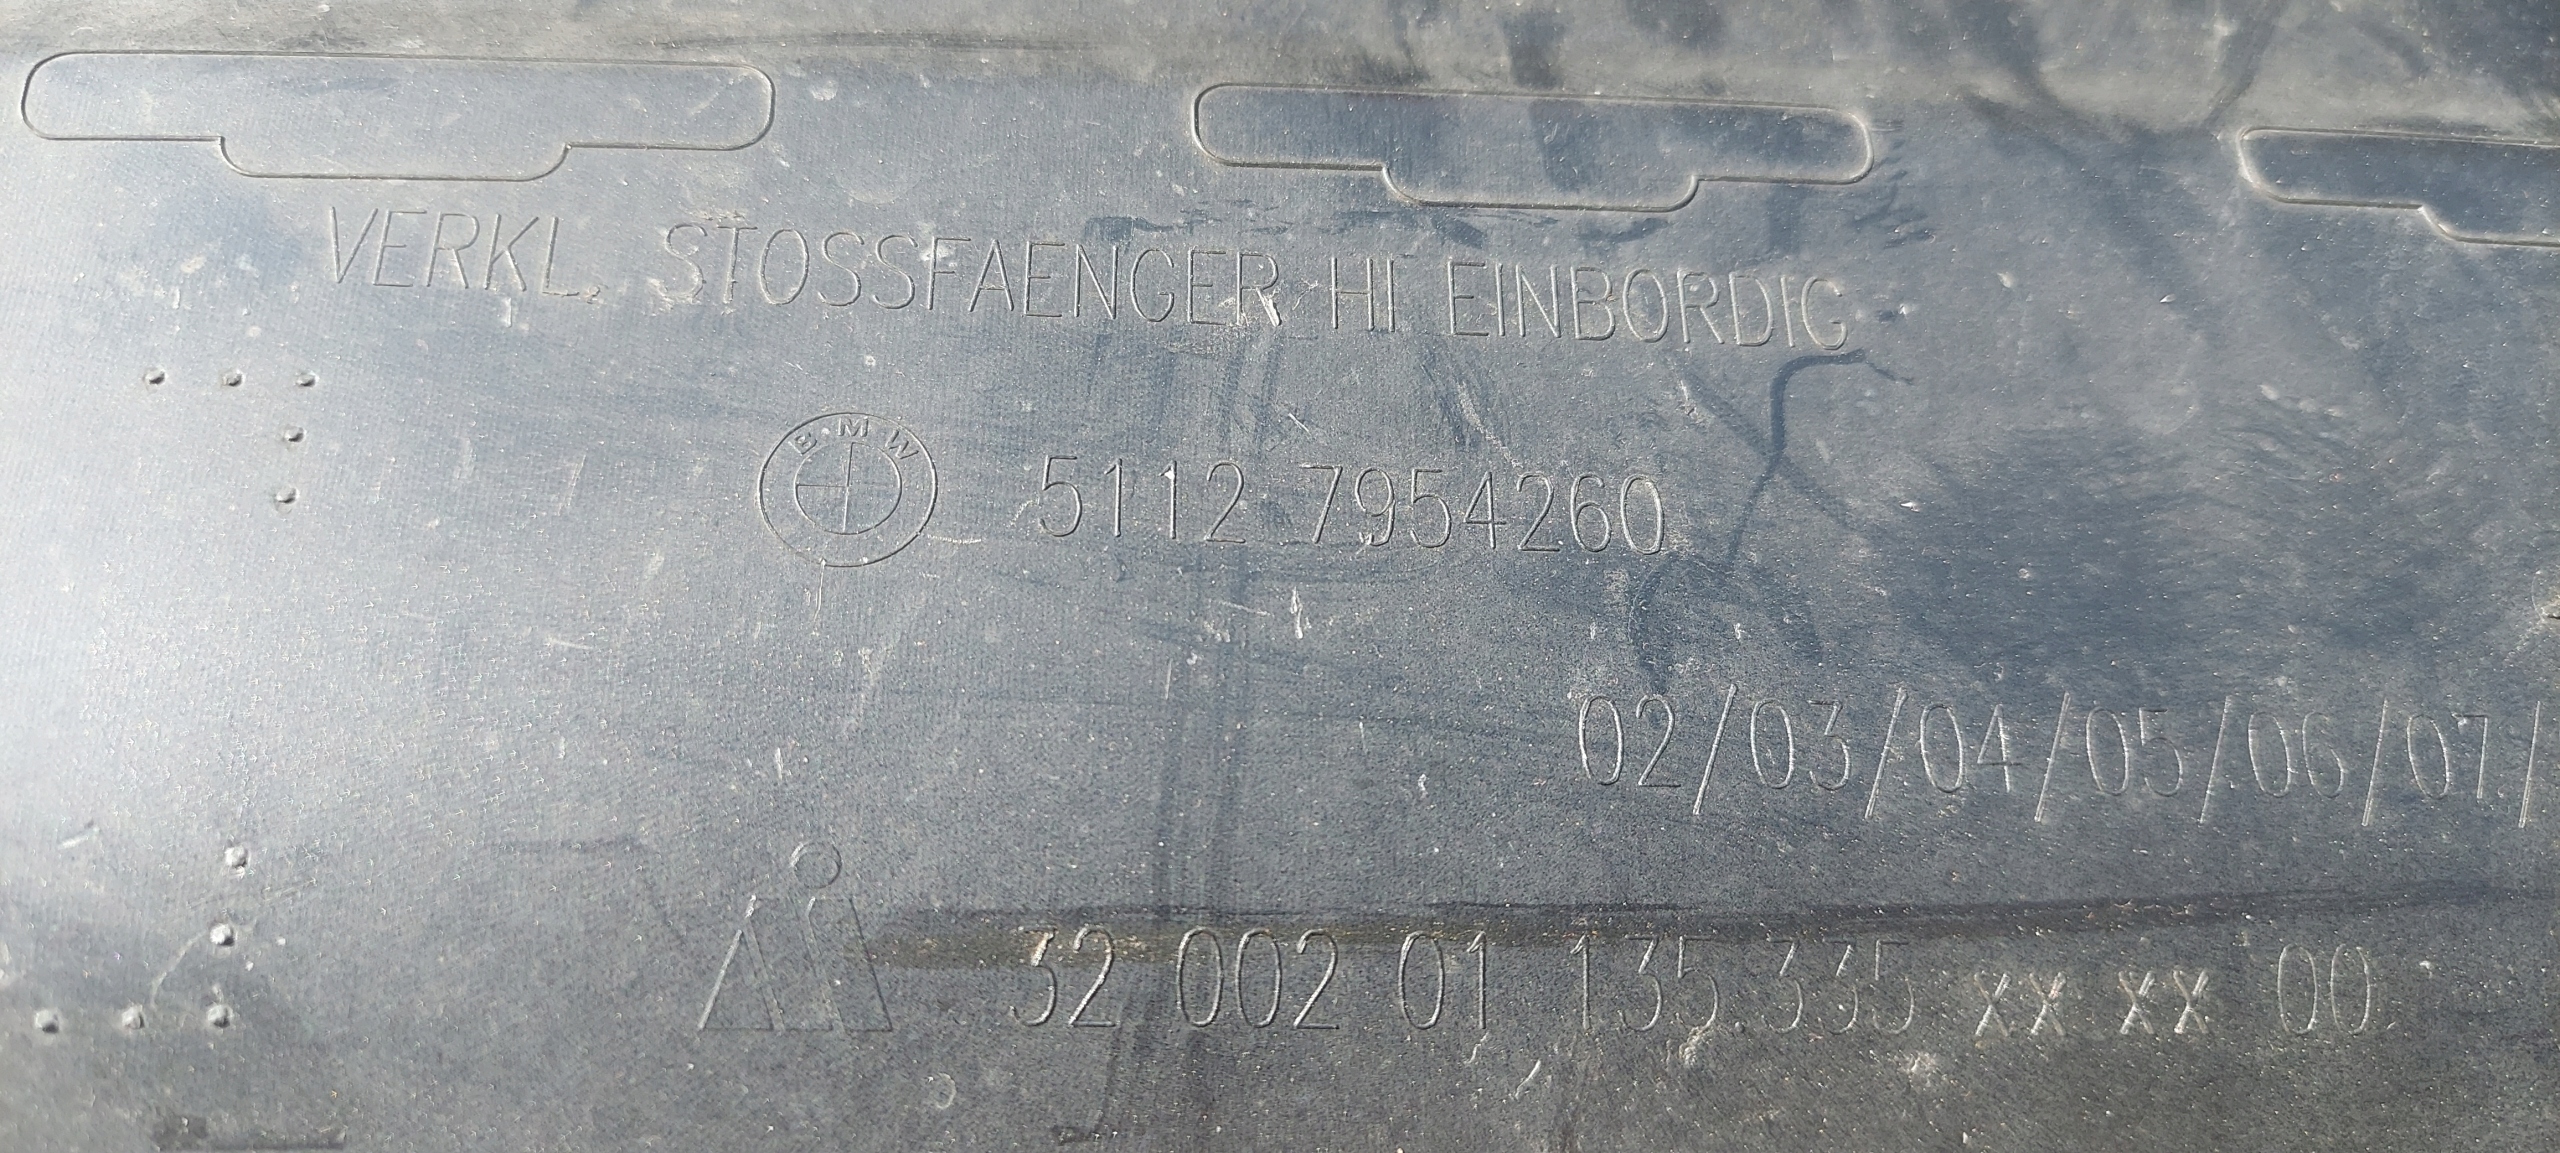 VERKL. STOSSFAENGER HI EINBORDIG
BMW
5112 7954260
02/03/04/05/06/07/
32 002 01 135.335 xx xx 00